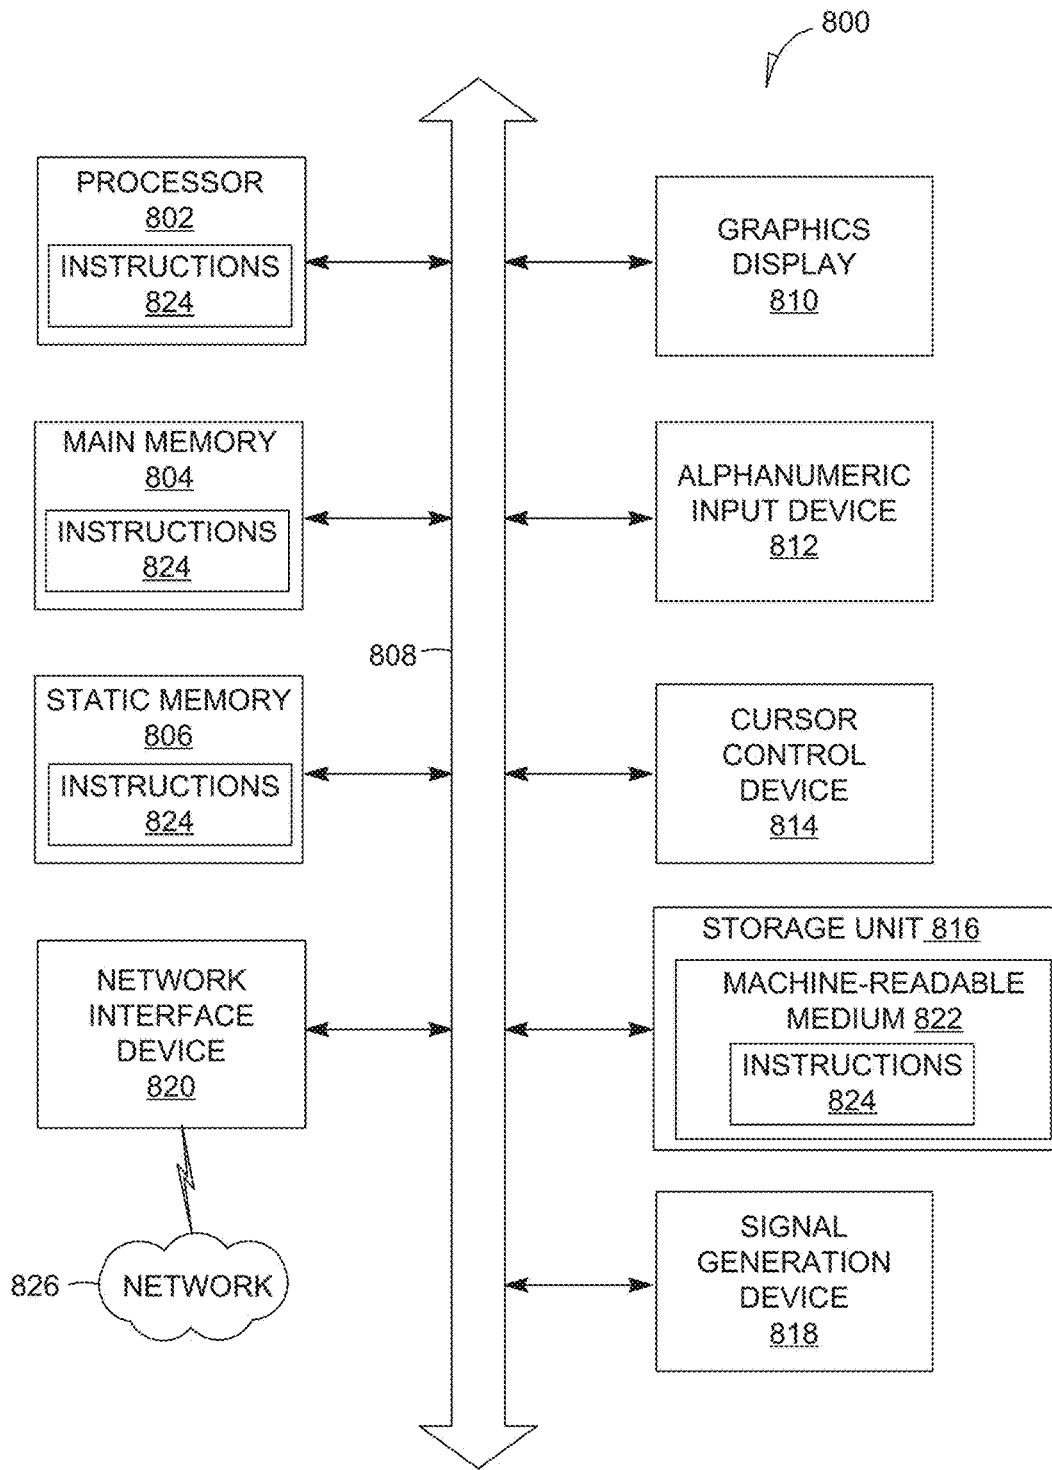 800
PROCESSOR
802
INSTRUCTIONS
824
GRAPHICS
DISPLAY
810
MAIN MEMORY
804
INSTRUCTIONS
824
ALPHANUMERIC
INPUT DEVICE
812
808
STATIC MEMORY
806
INSTRUCTIONS
824
CURSOR
CONTROL
DEVICE
814
NETWORK
INTERFACE
DEVICE
820
STORAGE UNIT 816
MACHINE-READABLE
MEDIUM 822
INSTRUCTIONS
824
826
NETWORK
SIGNAL
GENERATION
DEVICE
818